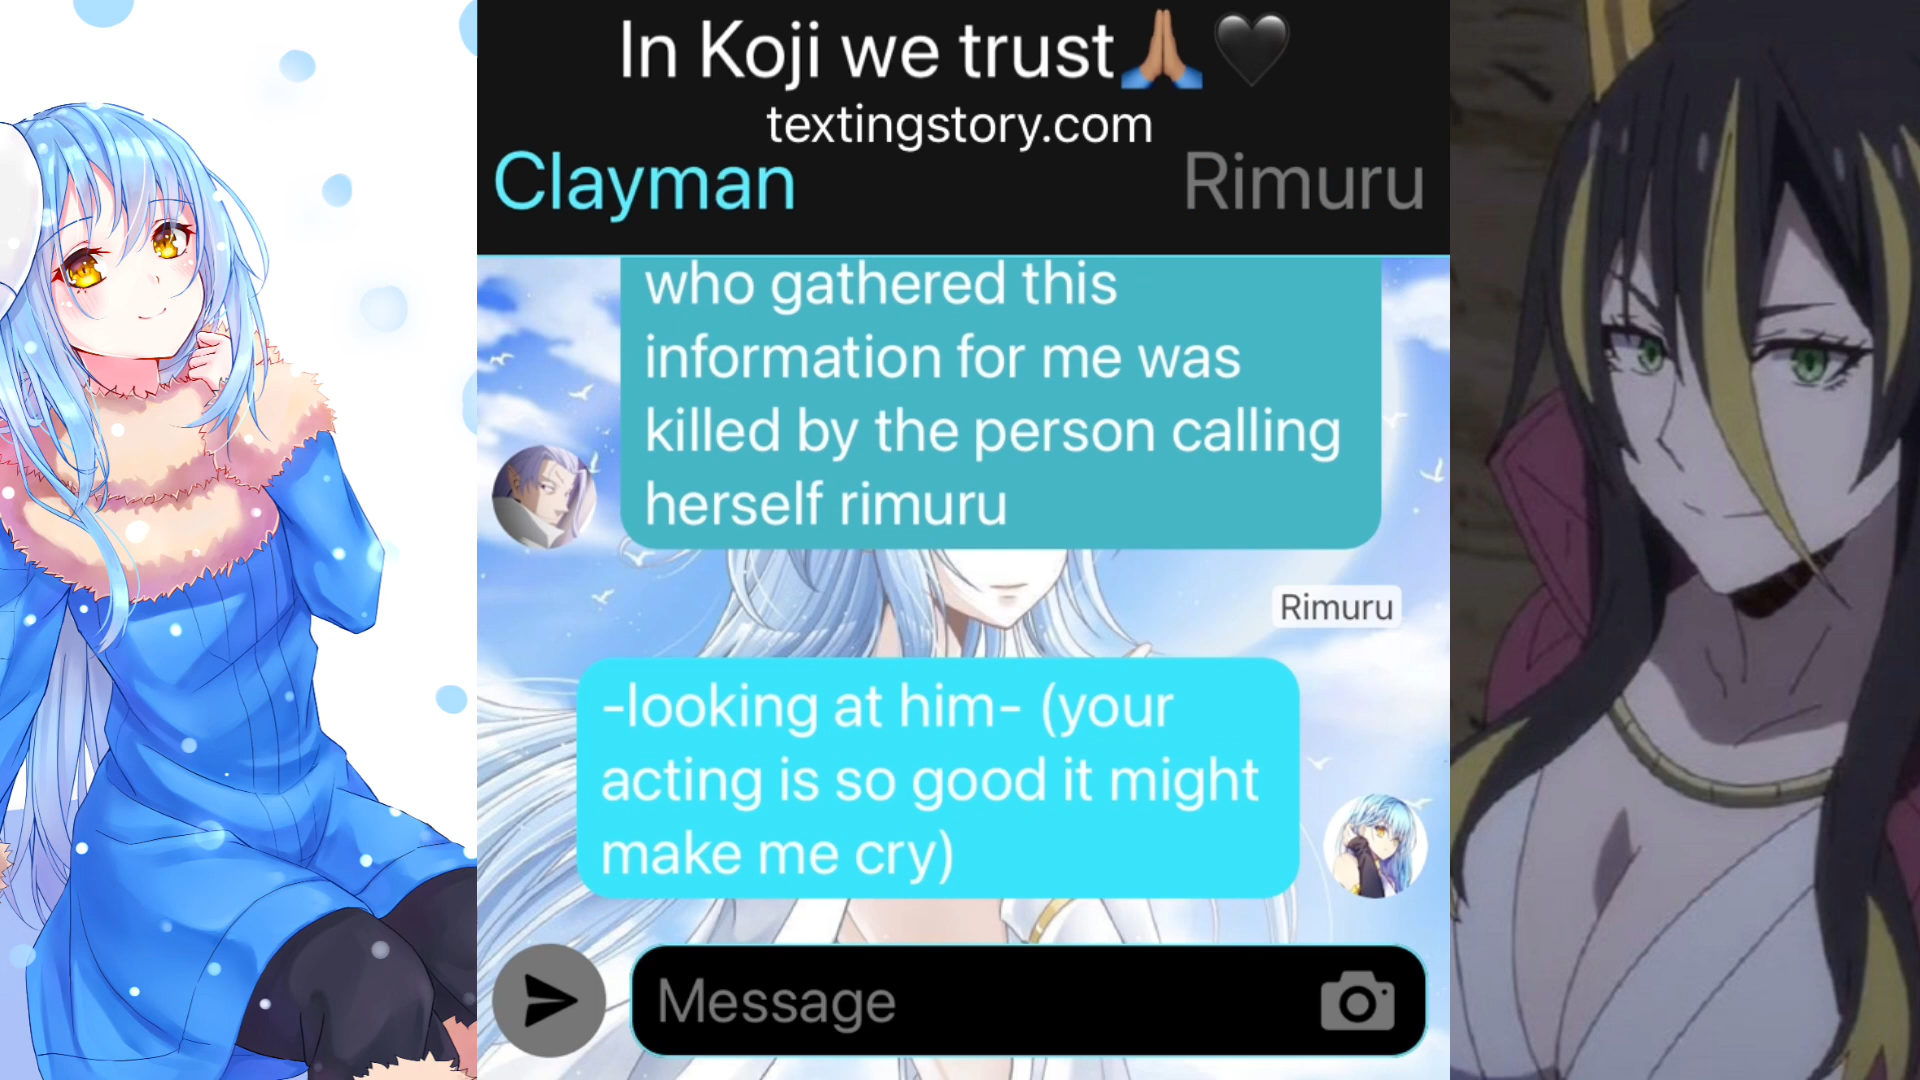 In Koji we trust🙏🏽🖤
textingstory.com
Clayman
Rimuru
who gathered this
information for me was
killed by the person calling
herself rimuru
Rimuru
-looking at him- (your
acting is so good it might
make me cry)
Message